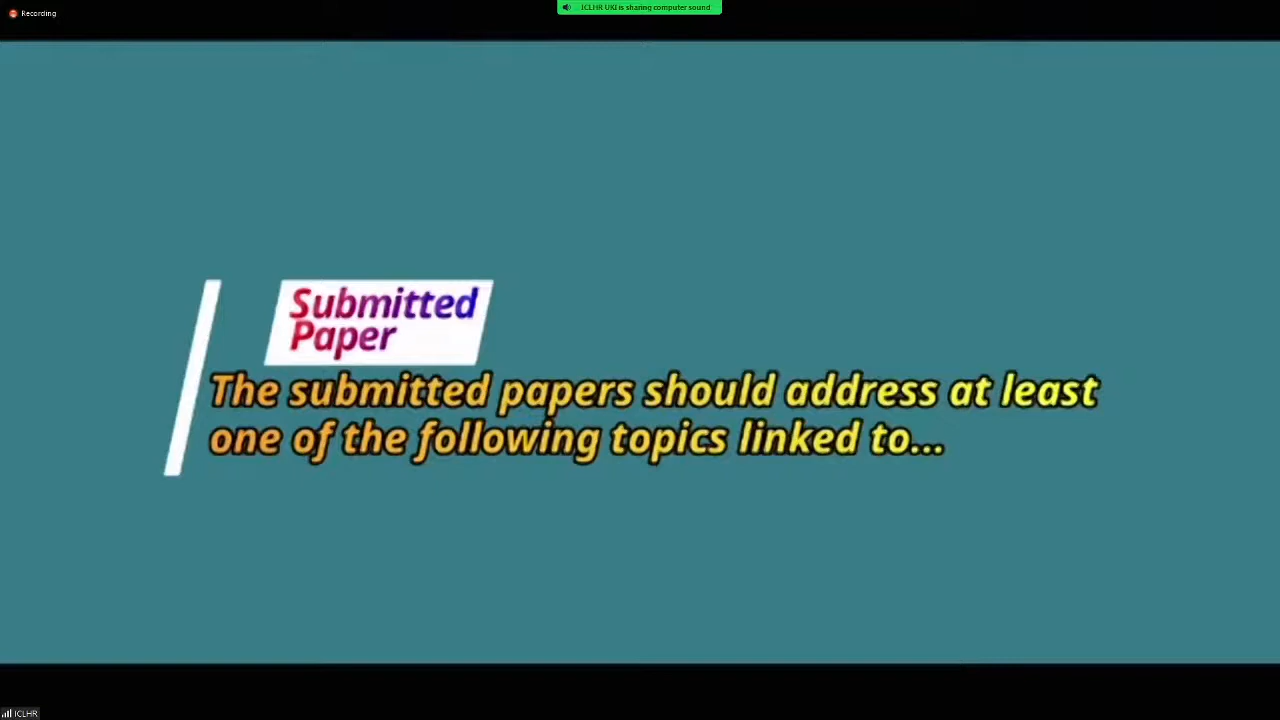 Recording
ICLHR UKI is sharing computer sound
Submitted
Paper
The submitted papers should address at least
one of the following topics linked to...
ICLHR